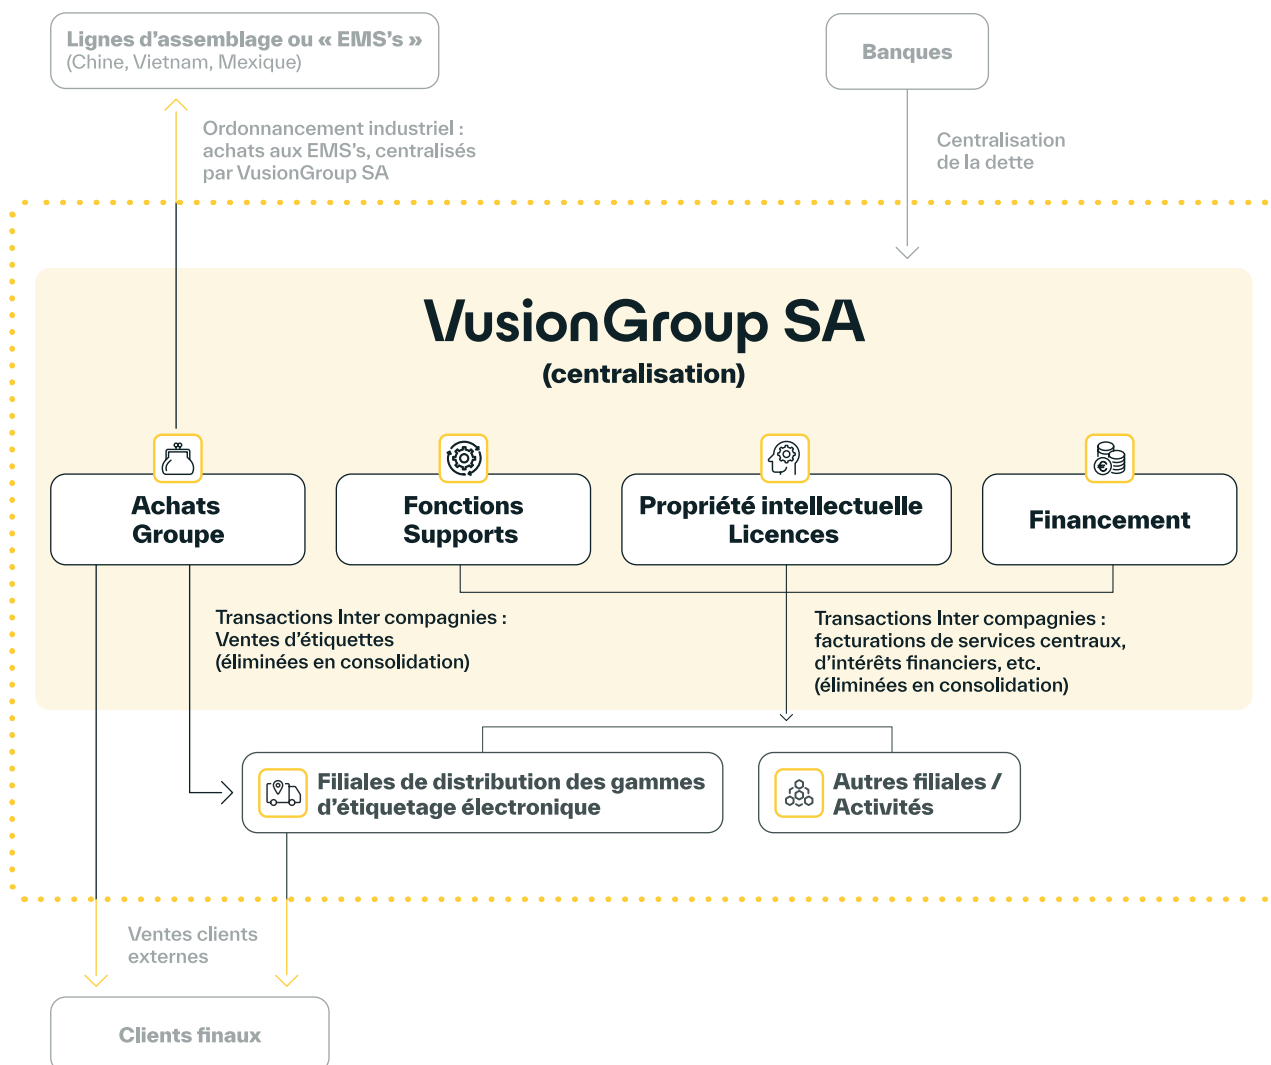 Lignes d’assemblage ou « EMS’s »
(Chine, Vietnam, Mexique)
Banques
Ordonnancement industriel :
achats aux EMS’s, centralisés
par VusionGroup SA
Centralisation
de la dette
VusionGroup SA
(centralisation)
Achats
Groupe
Fonctions
Supports
Propriété intellectuelle
Licences
Financement
Transactions Inter compagnies :
Ventes d’étiquettes
(éliminées en consolidation)
Transactions Inter compagnies :
facturations de services centraux,
d’intérêts financiers, etc.
(éliminées en consolidation)
Filiales de distribution des gammes
d’étiquetage électronique
Autres filiales /
Activités
Ventes clients
externes
Clients finaux